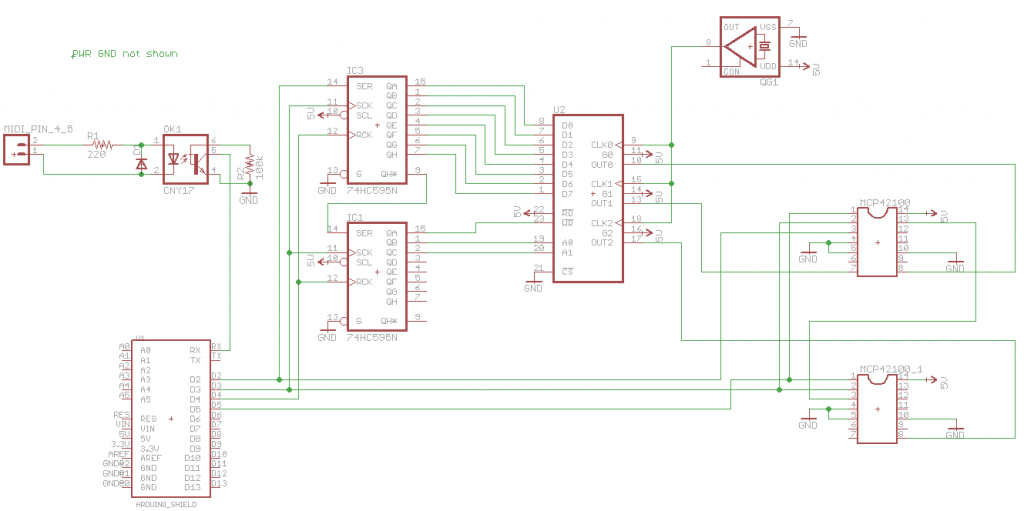 PWR GND not shown
OUT VSS 7
8
GND
1 CON VDD 14 5V
QG1
IC3
14 SER QA 15
QB 1
11 SCK QC 2
5V 10 SCL QD 3
QE 4
12 RCK QF 5
QG 6
QH 7
13 G QH* 9
GND 74HC595N
MIDI_PIN_4_5
2
1
R1
220
D
OK1
1 6
5
2 4
CNY17
R2
100k
GND
U2
8 D0
7 D1
6 D2 CLK0 9
5 D3 G0 11 5V
4 D4 OUT0 10
3 D5
2 D6 CLK1 15
1 D7 G1 14 5V
OUT1 13
5V 22 RD
23 WR CLK2 18
G2 16 5V
19 A0 OUT2 17
20 A1
21 CS
GND
IC1
14 SER QA 15
QB 1
11 SCK QC 2
5V 10 SCL QD 3
QE 4
12 RCK QF 5
QG 6
QH 7
13 G QH* 9
GND 74HC595N
MCP42100
1 14 5V
2 13
3 12
4 11
5 10
6 9
7 8
GND GND
MCP42100_1
1 14 5V
2 13
3 12
4 11
5 10
6 9
7 8
GND GND
U1
A0 A0 RX RX
A1 A1 TX TX
A2 A2
A3 A3 D2 D2
A4 A4 D3 D3
A5 A5 D4 D4
D5 D5
RES RES D6 D6
VIN VIN D7 D7
5V 5V D8 D8
3.3V 3.3V D9 D9
AREF AREF D10 D10
GND@2 GND D11 D11
GND@1 GND D12 D12
GND@0 GND D13 D13
ARDUINO_SHIELD